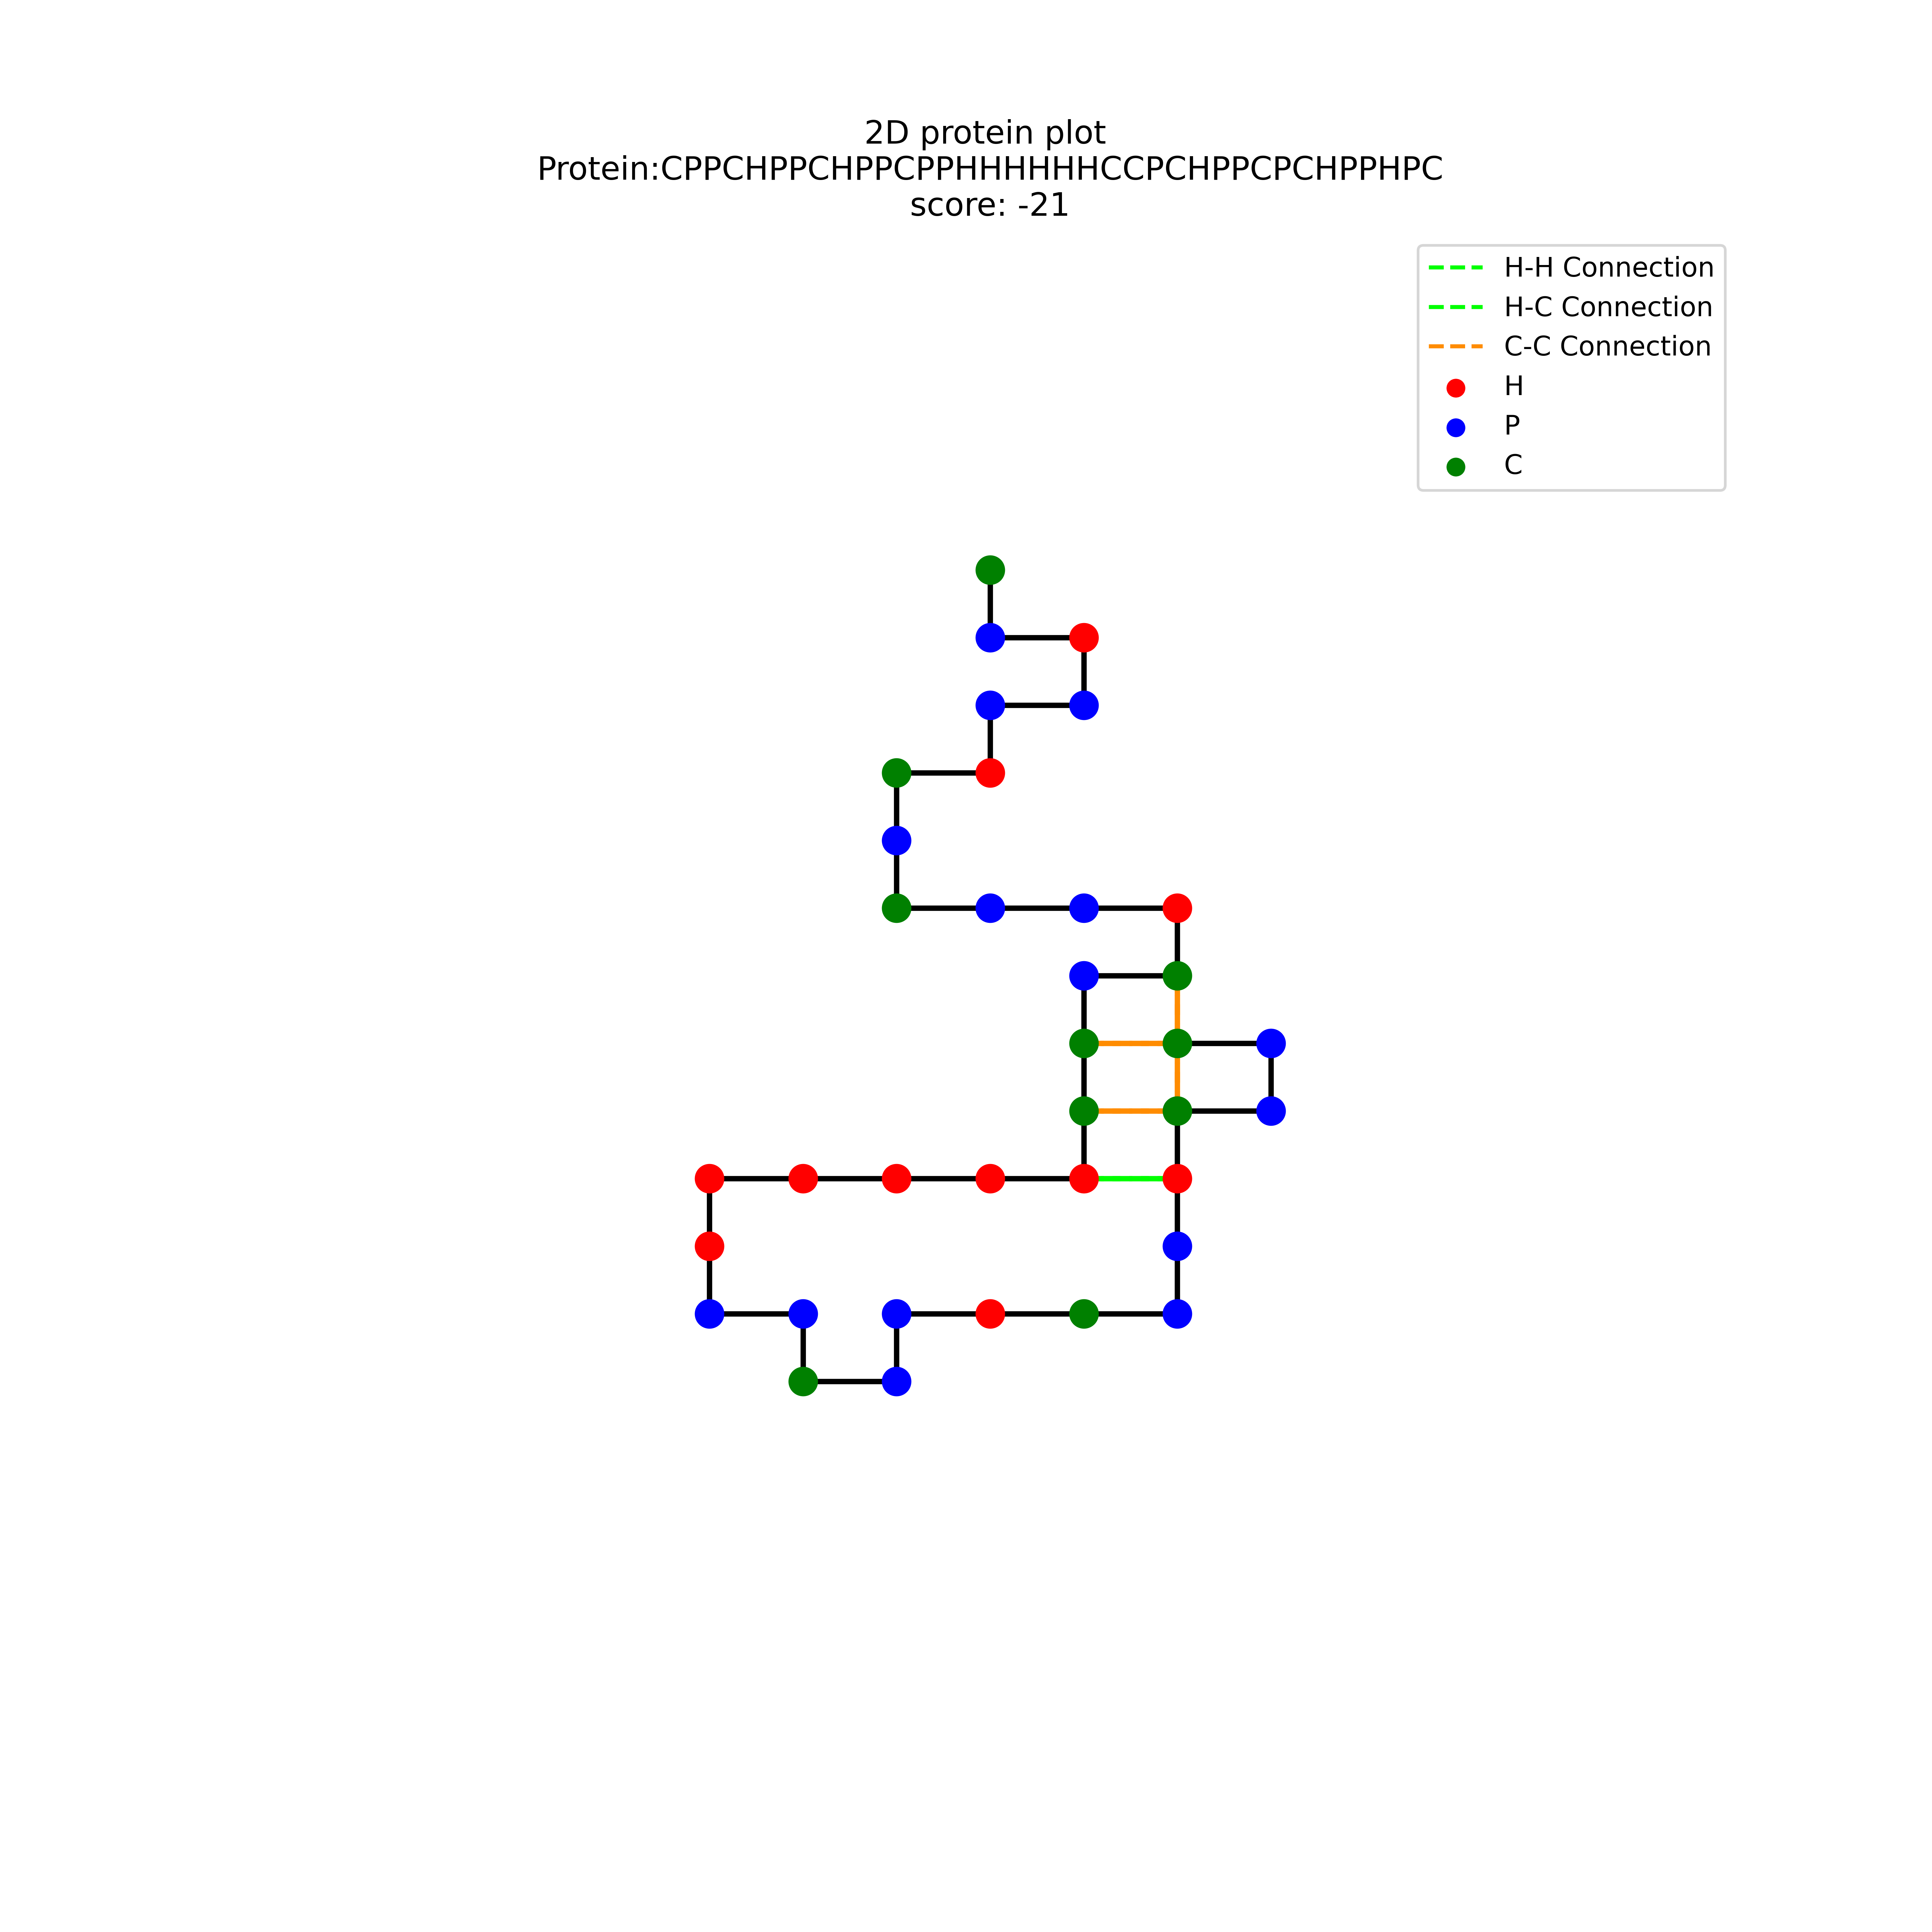 2D protein plot
Protein:CPPCHPPCHPPCPPHHHHHHCCPCHPPCPCHPPHPC
score: -21
H-H Connection
H-C Connection
C-C Connection
H
P
C